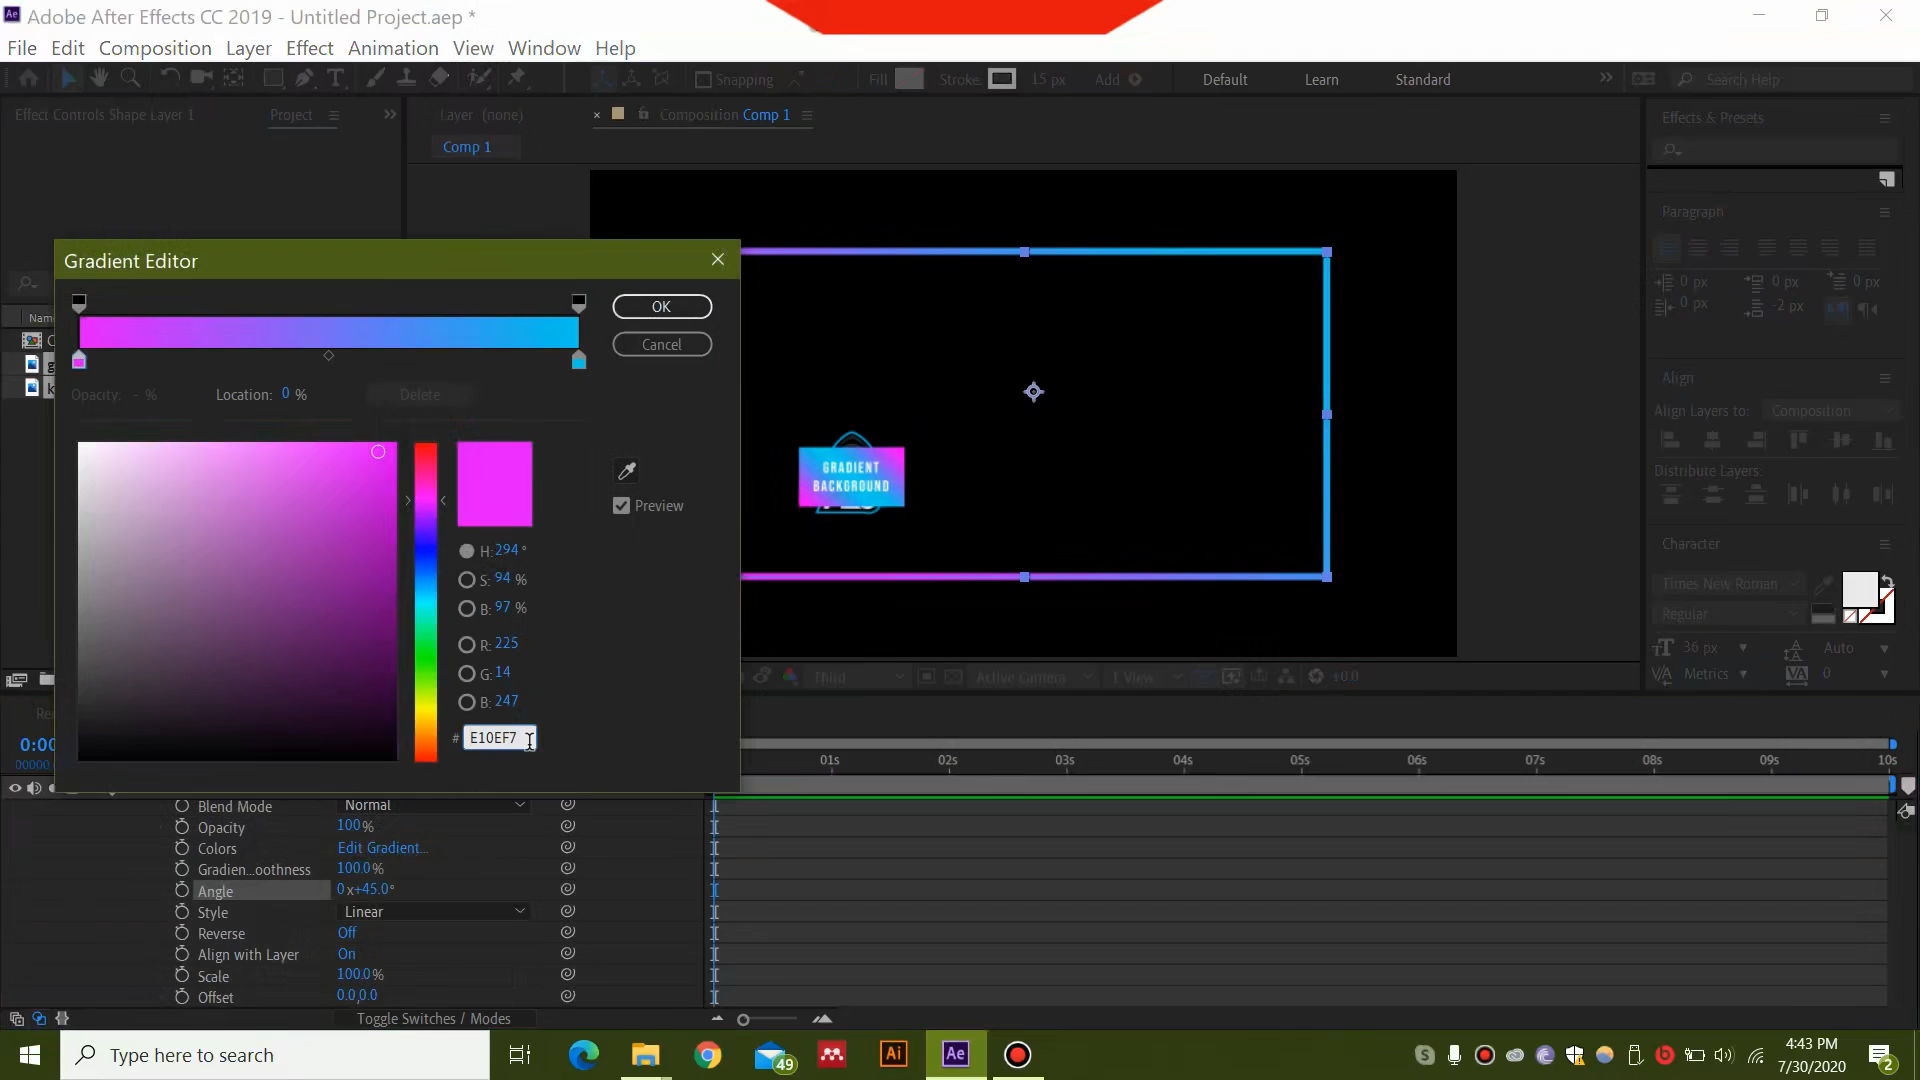 Adobe After Effects CC 2019 - Untitled Project.aep *
File Edit Composition Layer Effect Animation View Window Help
Snapping Fill Stroke: 15 px Add Default Learn Standard Search Help
Effect Controls Shape Layer 1 Project Layer (none) Composition Comp 1 Effects & Presets
Comp 1
Paragraph
Gradient Editor
0 px 0 px 0 px
0 px -2 px
OK
Cancel
Opacity: - % Location: 0 % Delete
Align
Align Layers to: Composition
Distribute Layers:
GRADIENT
BACKGROUND
Preview
H: 294 °
S: 94 %
B: 97 %
R: 225
G: 14
B: 247
# E10EF7
Character
Times New Roman
Regular
36 px Auto
Metrics 0
Third Active Camera 1 View +0.0
01s 02s 03s 04s 05s 06s 07s 08s 09s 10s
Blend Mode Normal
Opacity 100%
Colors Edit Gradient...
Gradien...oothness 100.0%
Angle 0x+45.0°
Style Linear
Reverse Off
Align with Layer On
Scale 100.0%
Offset 0.0,0.0
Toggle Switches / Modes
Type here to search 49 Ai Ae 4:43 PM
7/30/2020 2